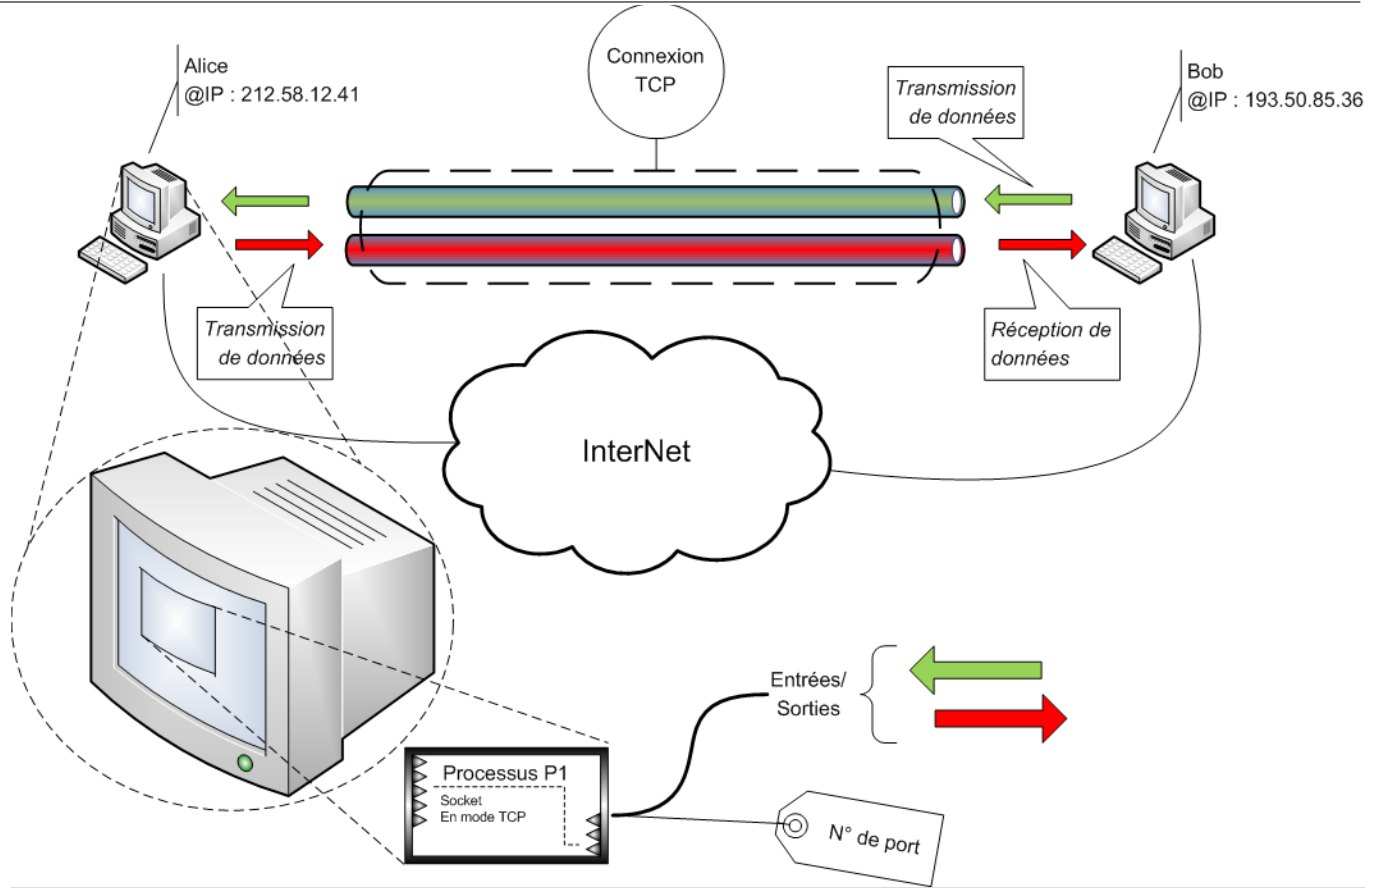 Connexion
TCP
Alice
@IP : 212.58.12.41
Bob
@IP : 193.50.85.36
Transmission
de données
Transmission
de données
Réception de
données
InterNet
Entrées/
Sorties
Processus P1
Socket
En mode TCP
N° de port